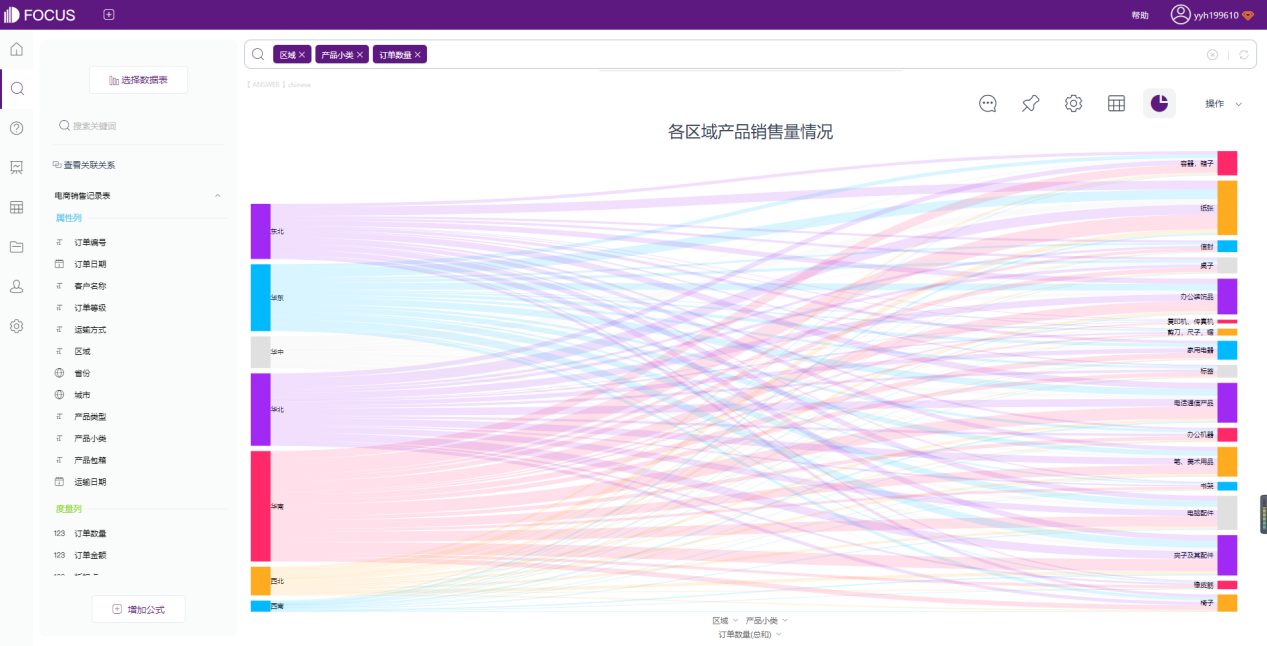 FOCUS
帮助
yyh199610
区域 ×
产品小类 ×
订单数量 ×
选择数据表
搜索关键词
查看关联关系
电商销售记录表
属性列
订单编号
订单日期
客户名称
订单等级
运输方式
区域
省份
城市
产品类型
产品小类
产品包箱
运输日期
度量列
123 订单数量
123 订单金额
增加公式
[ ANSWER ] chinese
操作
各区域产品销售量情况
东北
华东
华中
华北
华南
西北
西南
容器，箱子
纸张
信封
桌子
办公装饰品
复印机、传真机
剪刀、尺子、锯
家用电器
标签
电话通信产品
办公机器
笔、美术用品
书架
电脑配件
夹子及其配件
橡皮筋
椅子
区域
产品小类
订单数量(总和)